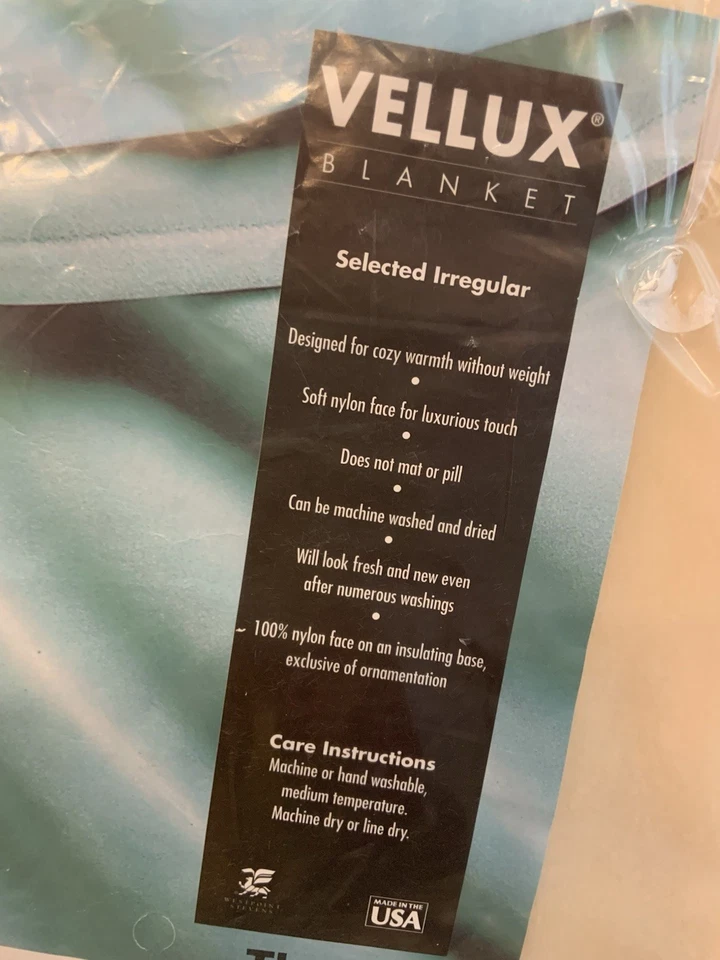 VELLUX®
BLANKET
Selected Irregular
Designed for cozy warmth without weight
•
Soft nylon face for luxurious touch
•
Does not mat or pill
•
Can be machine washed and dried
•
Will look fresh and new even
after numerous washings
•
100% nylon face on an insulating base,
exclusive of ornamentation
Care Instructions
Machine or hand washable,
medium temperature.
Machine dry or line dry.
WESTPOINT
STEVENS
MADE IN THE
USA